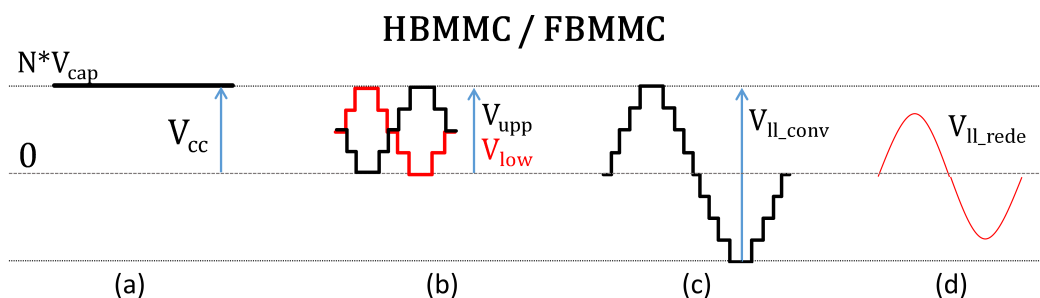 HBMMC / FBMMC
N*Vcap
Vcc
Vupp
Vlow
Vll_conv
Vll_rede
0
(a)
(b)
(c)
(d)